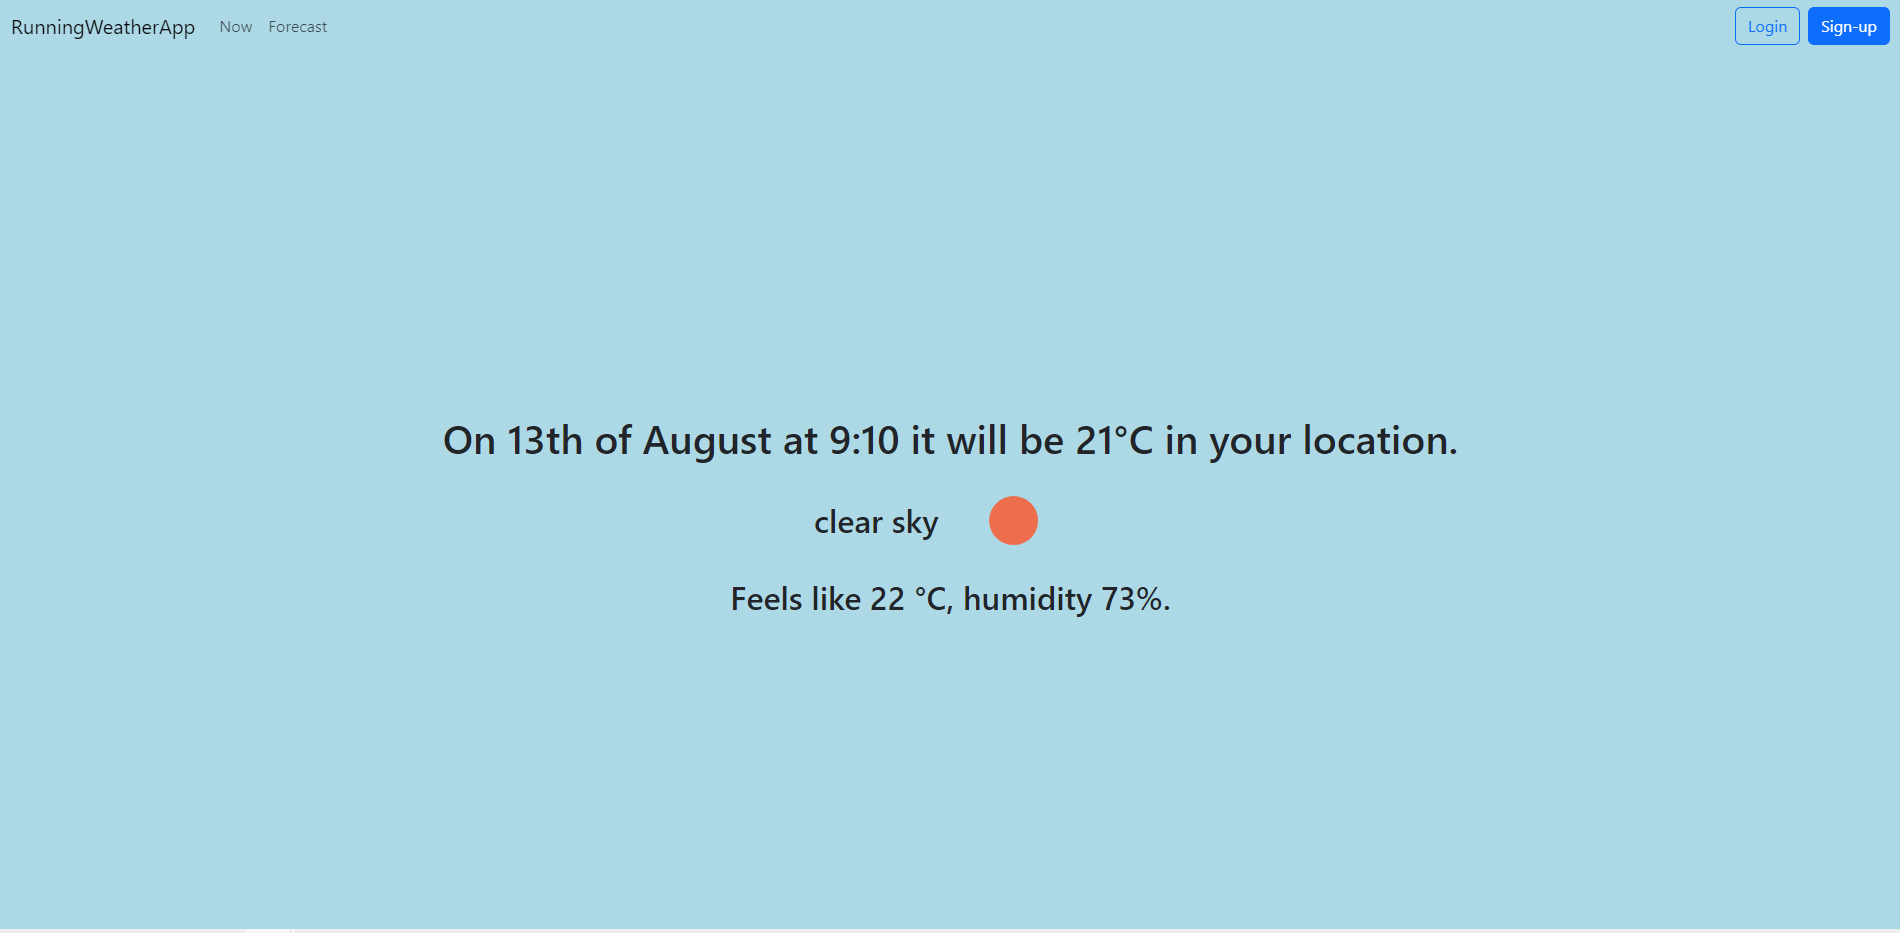 RunningWeatherApp Now Forecast Login Sign-up
On 13th of August at 9:10 it will be 21°C in your location.
clear sky
Feels like 22 °C, humidity 73%.